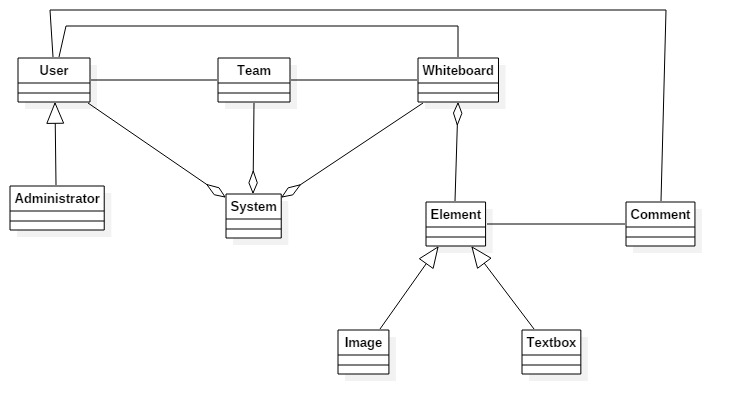 User
Team
Whiteboard
Administrator
System
Element
Comment
Image
Textbox